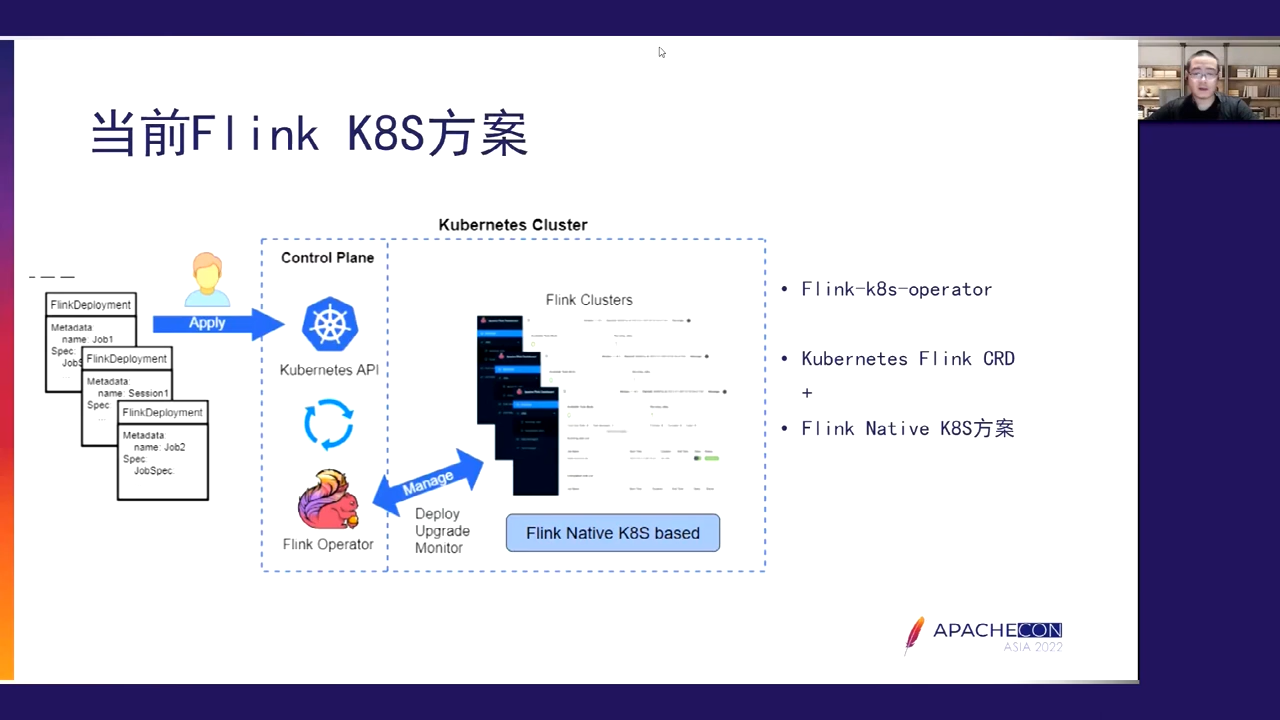 当前Flink K8S方案
Kubernetes Cluster
Control Plane
FlinkDeployment
Metadata:
name: Job1
Spec:
JobS
...
FlinkDeployment
Metadata:
name: Session1
Spec:
...
FlinkDeployment
Metadata:
name: Job2
Spec:
JobSpec:
Apply
Kubernetes API
Flink Operator
Manage
Deploy
Upgrade
Monitor
Flink Clusters
Flink Native K8S based
• Flink-k8s-operator
• Kubernetes Flink CRD
+
• Flink Native K8S方案
APACHECON
ASIA 2022